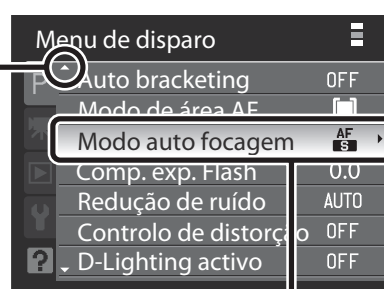 Menu de disparo
Auto bracketing OFF
Modo de área AF [ ]
Modo auto focagem AF S
Comp. exp. Flash 0.0
Redução de ruído AUTO
Controlo de distorção OFF
? D-Lighting activo OFF